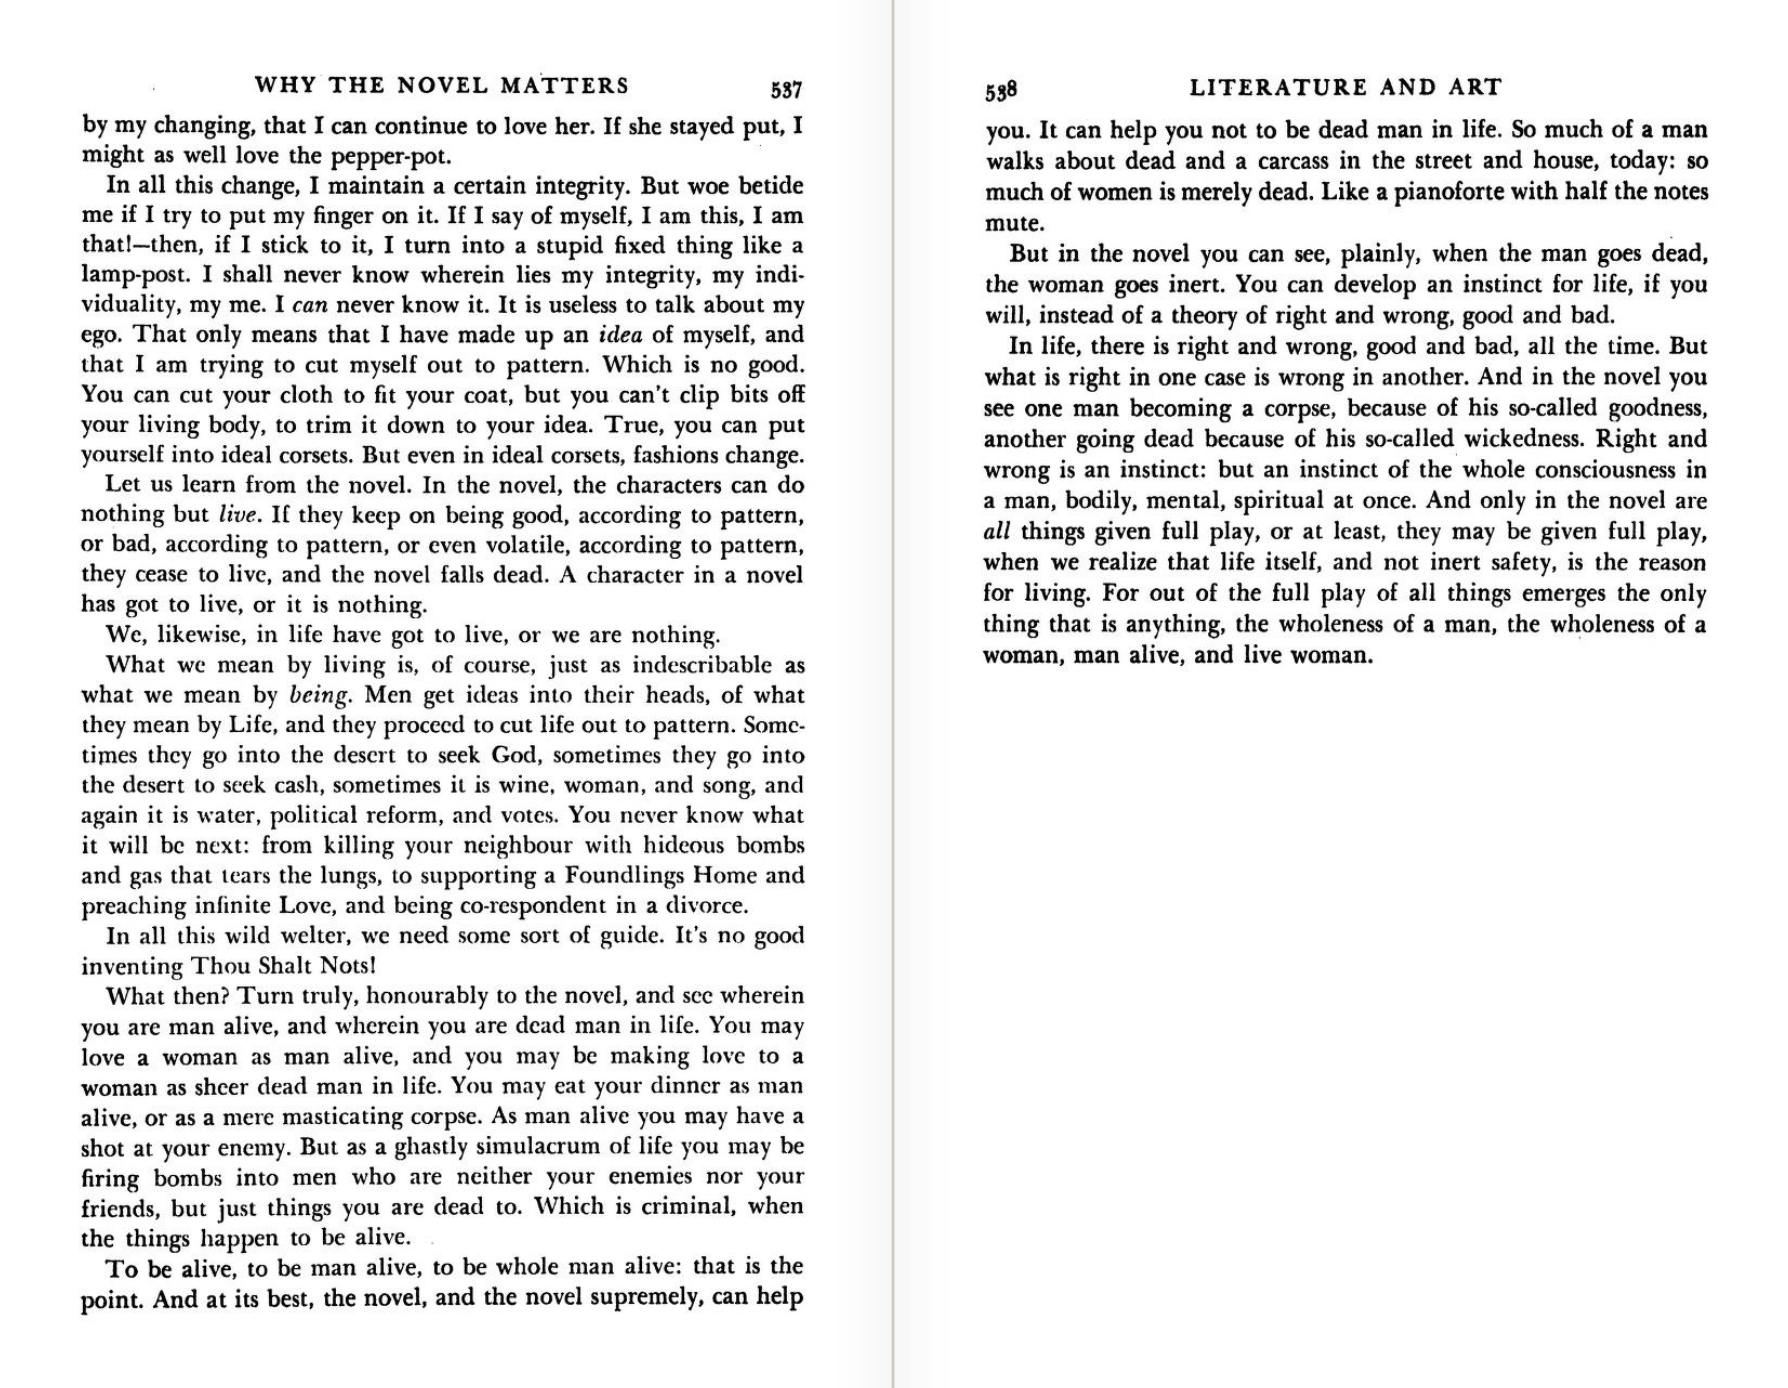 WHY THE NOVEL MATTERS 537
by my changing, that I can continue to love her. If she stayed put, I
might as well love the pepper-pot.
In all this change, I maintain a certain integrity. But woe betide
me if I try to put my finger on it. If I say of myself, I am this, I am
that!—then, if I stick to it, I turn into a stupid fixed thing like a
lamp-post. I shall never know wherein lies my integrity, my indi-
viduality, my me. I can never know it. It is useless to talk about my
ego. That only means that I have made up an idea of myself, and
that I am trying to cut myself out to pattern. Which is no good.
You can cut your cloth to fit your coat, but you can't clip bits off
your living body, to trim it down to your idea. True, you can put
yourself into ideal corsets. But even in ideal corsets, fashions change.
Let us learn from the novel. In the novel, the characters can do
nothing but live. If they keep on being good, according to pattern,
or bad, according to pattern, or even volatile, according to pattern,
they cease to live, and the novel falls dead. A character in a novel
has got to live, or it is nothing.
We, likewise, in life have got to live, or we are nothing.
What we mean by living is, of course, just as indescribable as
what we mean by being. Men get ideas into their heads, of what
they mean by Life, and they proceed to cut life out to pattern. Some-
times they go into the desert to seek God, sometimes they go into
the desert to seek cash, sometimes it is wine, woman, and song, and
again it is water, political reform, and votes. You never know what
it will be next: from killing your neighbour with hideous bombs
and gas that tears the lungs, to supporting a Foundlings Home and
preaching infinite Love, and being co-respondent in a divorce.
In all this wild welter, we need some sort of guide. It's no good
inventing Thou Shalt Nots!
What then? Turn truly, honourably to the novel, and see wherein
you are man alive, and wherein you are dead man in life. You may
love a woman as man alive, and you may be making love to a
woman as sheer dead man in life. You may eat your dinner as man
alive, or as a mere masticating corpse. As man alive you may have a
shot at your enemy. But as a ghastly simulacrum of life you may be
firing bombs into men who are neither your enemies nor your
friends, but just things you are dead to. Which is criminal, when
the things happen to be alive.
To be alive, to be man alive, to be whole man alive: that is the
point. And at its best, the novel, and the novel supremely, can help
538 LITERATURE AND ART
you. It can help you not to be dead man in life. So much of a man
walks about dead and a carcass in the street and house, today: so
much of women is merely dead. Like a pianoforte with half the notes
mute.
But in the novel you can see, plainly, when the man goes dead,
the woman goes inert. You can develop an instinct for life, if you
will, instead of a theory of right and wrong, good and bad.
In life, there is right and wrong, good and bad, all the time. But
what is right in one case is wrong in another. And in the novel you
see one man becoming a corpse, because of his so-called goodness,
another going dead because of his so-called wickedness. Right and
wrong is an instinct: but an instinct of the whole consciousness in
a man, bodily, mental, spiritual at once. And only in the novel are
all things given full play, or at least, they may be given full play,
when we realize that life itself, and not inert safety, is the reason
for living. For out of the full play of all things emerges the only
thing that is anything, the wholeness of a man, the wholeness of a
woman, man alive, and live woman.